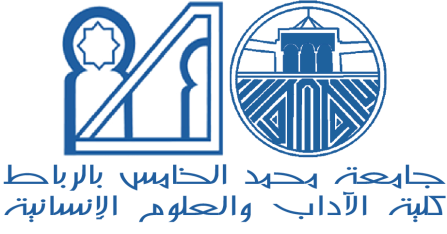 جامعة محمد الخامس بالرباط
كلية الآداب والعلوم الإنسانية